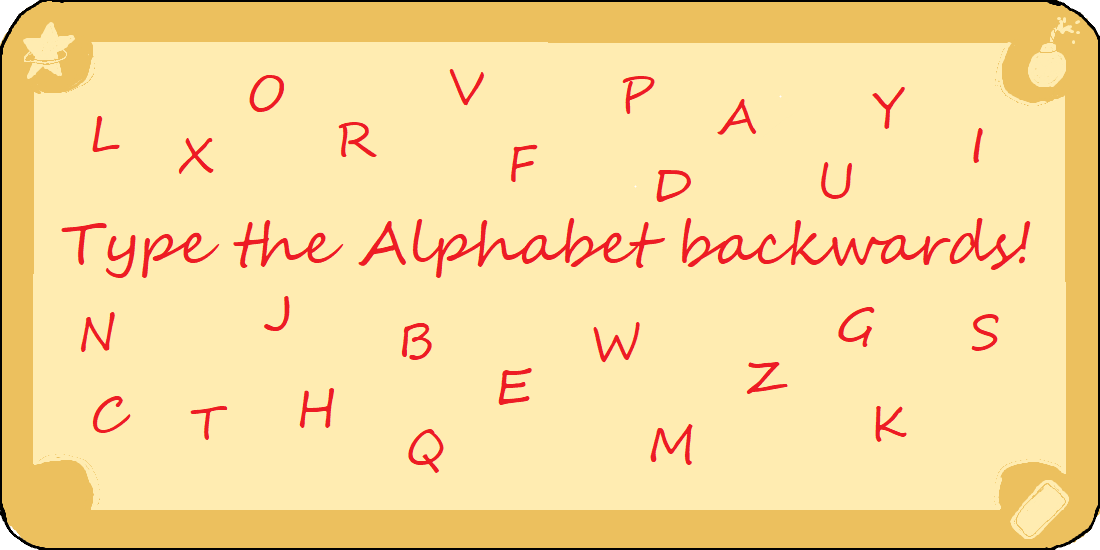 O V P A Y
L X R F D U I
Type the Alphabet backwards!
N J B W G S
C T H Q E M Z K